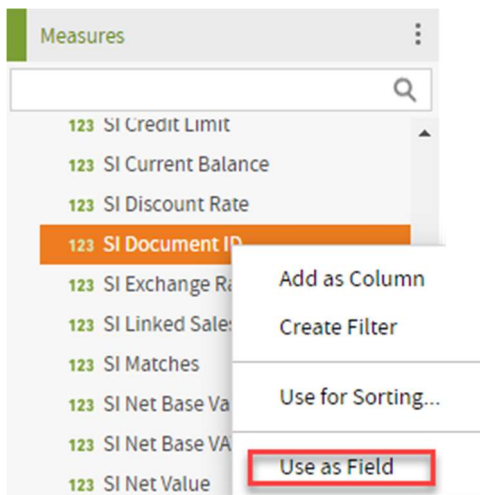 Measures
123 SI Credit Limit
123 SI Current Balance
123 SI Discount Rate
123 SI Document ID
123 SI Exchange Ra
123 SI Linked Sale
123 SI Matches
123 SI Net Base Va
123 SI Net Base VA
123 SI Net Value
Add as Column
Create Filter
Use for Sorting...
Use as Field